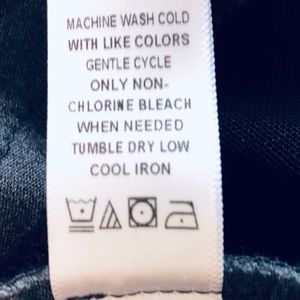 MACHINE WASH COLD
WITH LIKE COLORS
GENTLE CYCLE
ONLY NON-
CHLORINE BLEACH
WHEN NEEDED
TUMBLE DRY LOW
COOL IRON